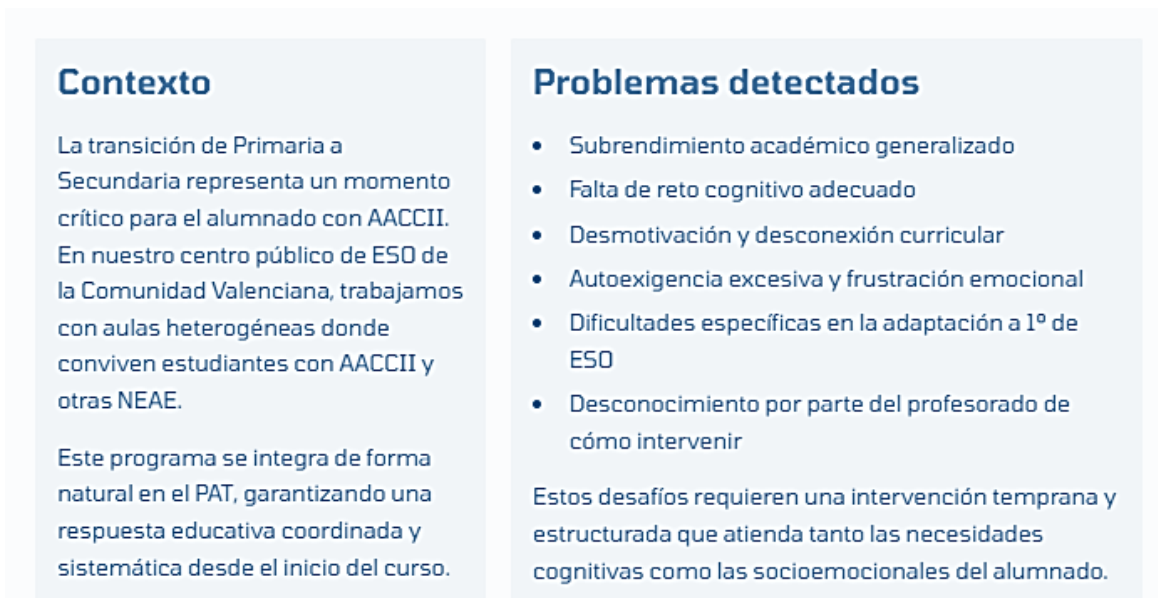 Contexto
La transición de Primaria a
Secundaria representa un momento
crítico para el alumnado con AACCII.
En nuestro centro público de ESO de
la Comunidad Valenciana, trabajamos
con aulas heterogéneas donde
conviven estudiantes con AACCII y
otras NEAE.
Este programa se integra de forma
natural en el PAT, garantizando una
respuesta educativa coordinada y
sistemática desde el inicio del curso.
Problemas detectados
• Subrendimiento académico generalizado
• Falta de reto cognitivo adecuado
• Desmotivación y desconexión curricular
• Autoexigencia excesiva y frustración emocional
• Dificultades específicas en la adaptación a 1º de
ESO
• Desconocimiento por parte del profesorado de
cómo intervenir
Estos desafíos requieren una intervención temprana y
estructurada que atienda tanto las necesidades
cognitivas como las socioemocionales del alumnado.